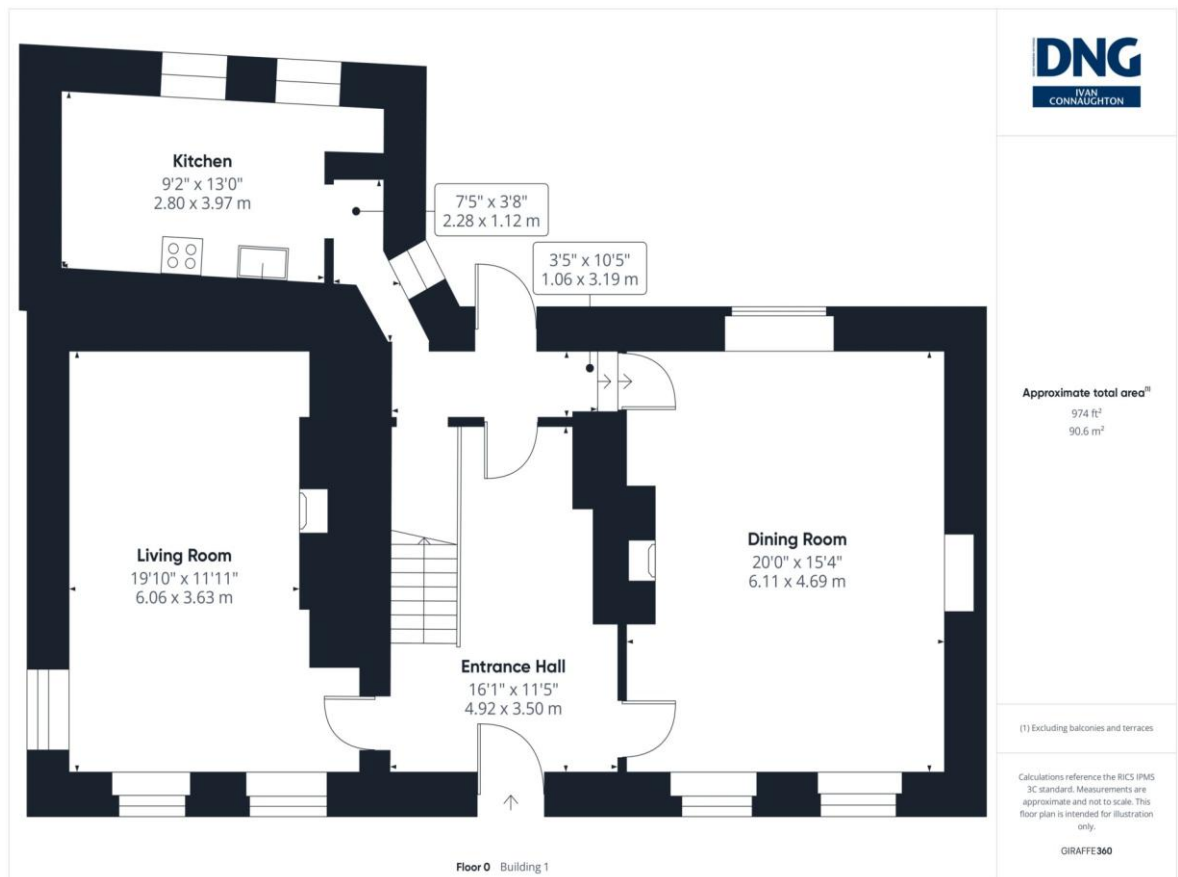 Kitchen
9'2" x 13'0"
2.80 x 3.97 m
7'5" x 3'8"
2.28 x 1.12 m
3'5" x 10'5"
1.06 x 3.19 m
Living Room
19'10" x 11'11"
6.06 x 3.63 m
Entrance Hall
16'1" x 11'5"
4.92 x 3.50 m
Dining Room
20'0" x 15'4"
6.11 x 4.69 m
Floor 0 Building 1
DNG
IVAN
CONNAUGHTON
Approximate total area(1)
974 ft²
90.6 m²
(1) Excluding balconies and terraces
Calculations reference the RICS IPMS
3C standard. Measurements are
approximate and not to scale. This
floor plan is intended for illustration
only.
GIRAFFE360